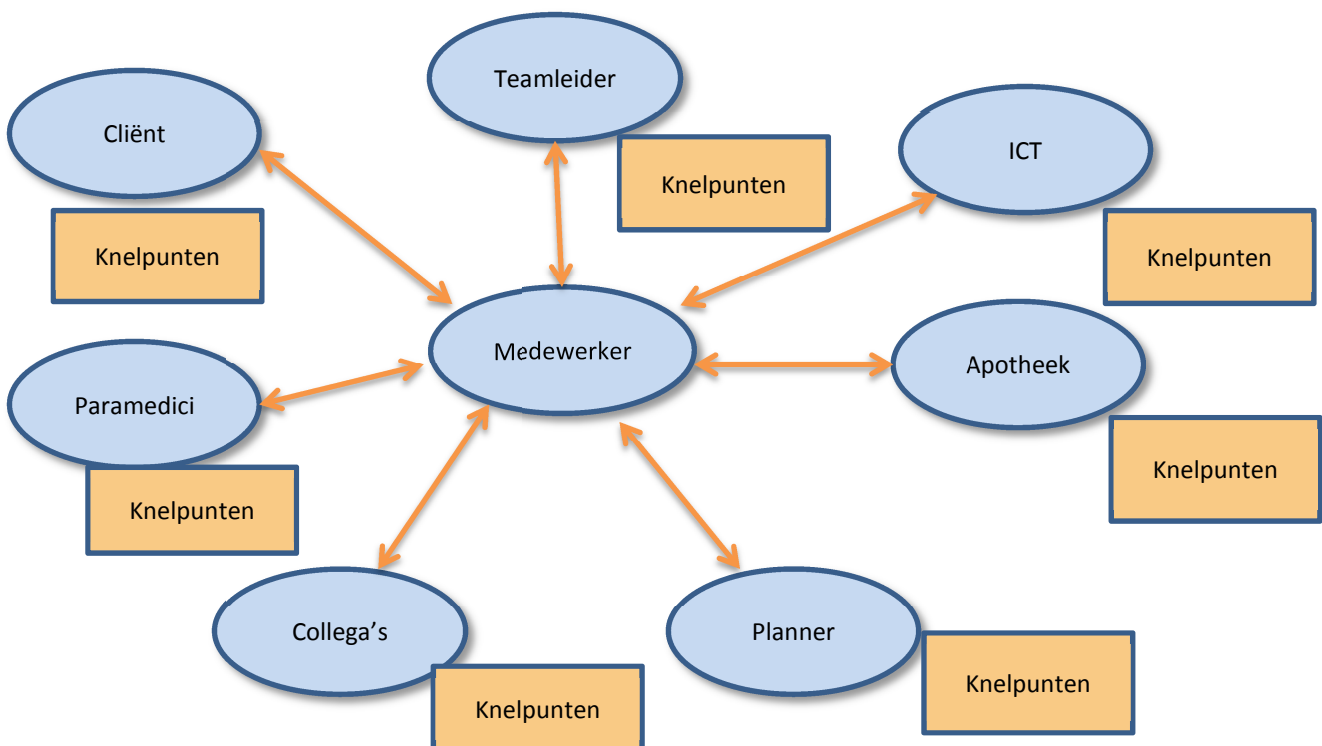 Teamleider
Cliënt
ICT
Knelpunten
Knelpunten
Knelpunten
Medewerker
Apotheek
Paramedici
Knelpunten
Knelpunten
Collega’s
Planner
Knelpunten
Knelpunten